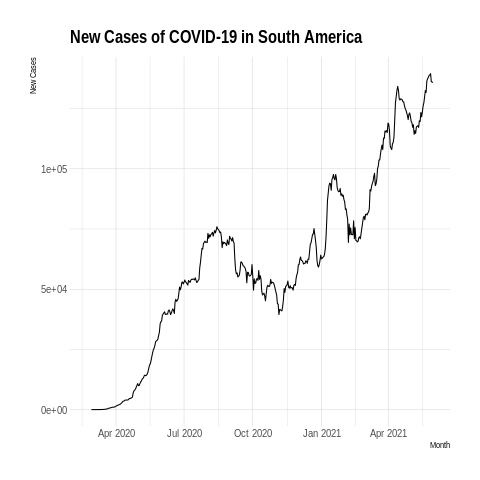 New Cases of COVID-19 in South America
New Cases
1e+05
5e+04
0e+00
Apr 2020 Jul 2020 Oct 2020 Jan 2021 Apr 2021
Month